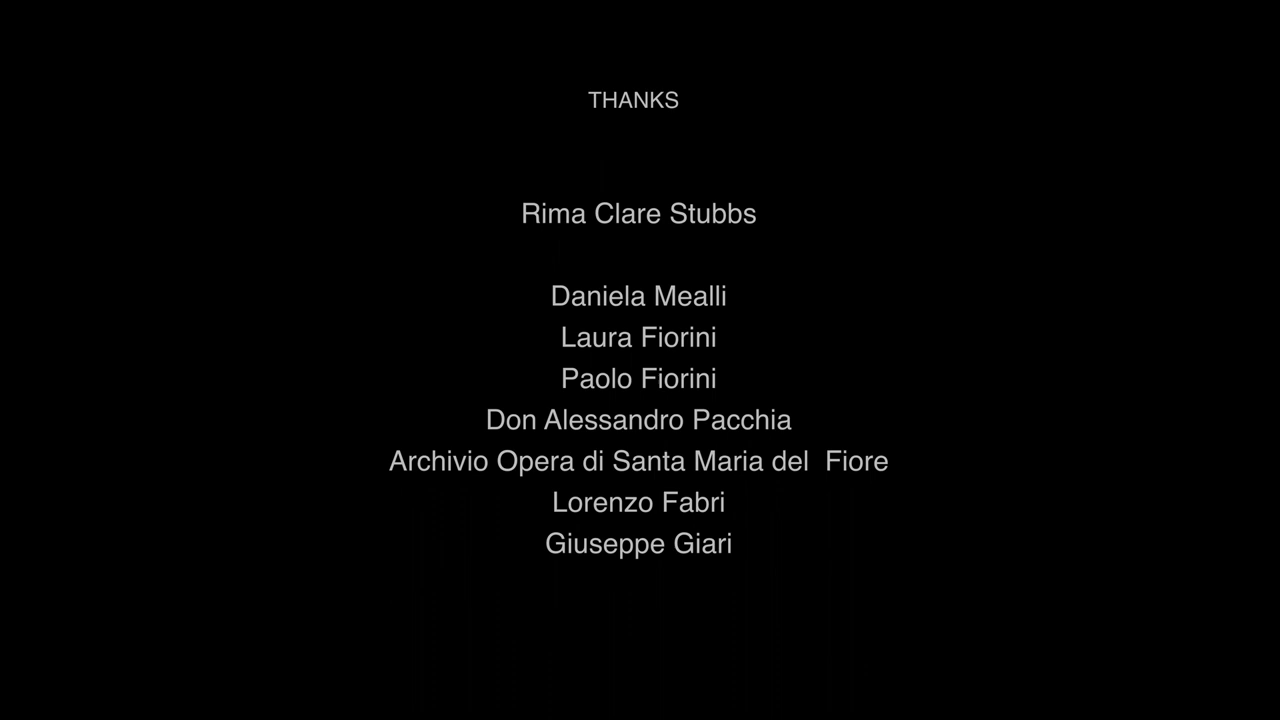 THANKS
Rima Clare Stubbs
Daniela Mealli
Laura Fiorini
Paolo Fiorini
Don Alessandro Pacchia
Archivio Opera di Santa Maria del  Fiore
Lorenzo Fabri
Giuseppe Giari